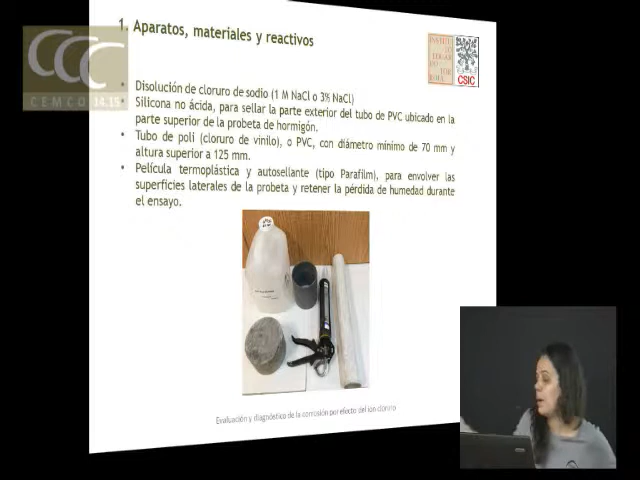 1. Aparatos, materiales y reactivos
CCC
CEMCO 14.15
CSIC
• Disolución de cloruro de sodio (1 M NaCl o 3% NaCl)
• Silicona no ácida, para sellar la parte exterior del tubo de PVC ubicado en la
parte superior de la probeta de hormigón.
• Tubo de poli (cloruro de vinilo), o PVC, con diámetro mínimo de 70 mm y
altura superior a 125 mm.
• Película termoplástica y autosellante (tipo Parafilm), para envolver las
superficies laterales de la probeta y retener la pérdida de humedad durante
el ensayo.
Evaluación y diagnóstico de la corrosión por efecto del ión cloruro